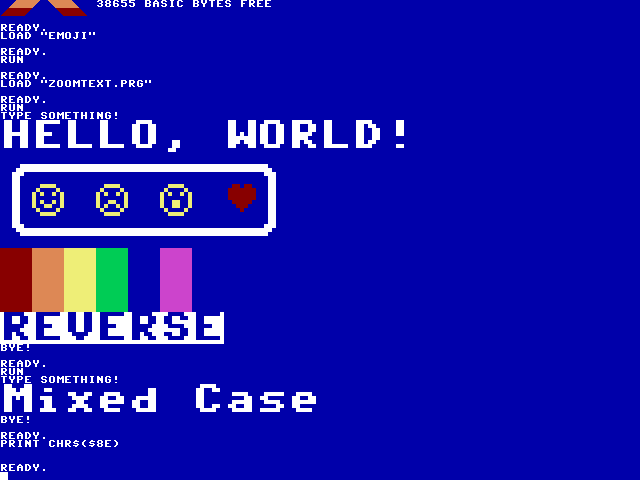 38655 BASIC BYTES FREE
READY.
LOAD "EMOJI"
READY.
RUN
READY.
LOAD "ZOOMTEXT.PRG"
READY.
RUN
TYPE SOMETHING!
HELLO, WORLD!
REVERSE
BYE!
READY.
RUN
TYPE SOMETHING!
Mixed Case
BYE!
READY.
PRINT CHR$($8E)
READY.